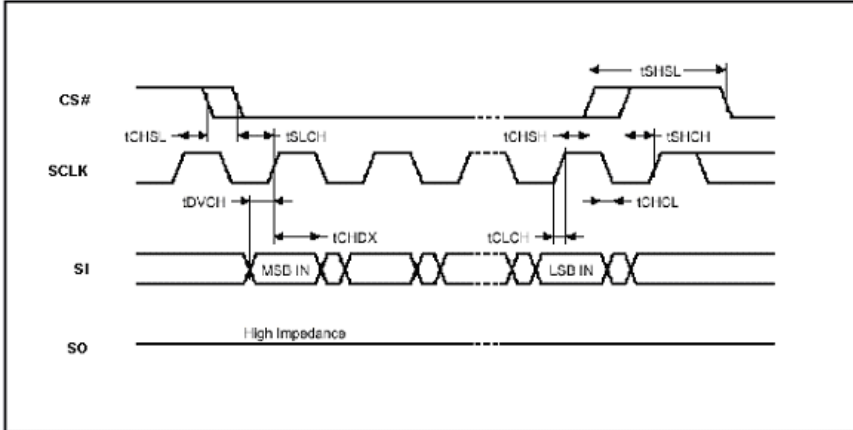 tSHSL
CS#
tCHSL
tSLCH
tCHSH
tSHCH
SCLK
tDVCH
tCHCL
tCHDX
tCLCH
SI
MSB IN
LSB IN
High Impedance
SO